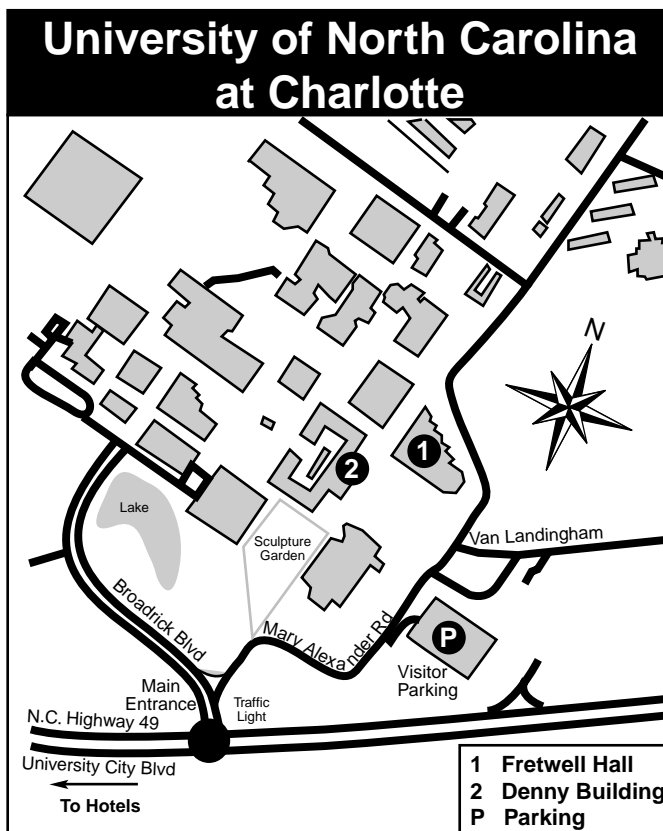 University of North Carolina
at Charlotte
N
1
2
Lake
Sculpture
Garden
Van Landingham
Broadrick Blvd
Mary Alexander Rd
P
Visitor
Parking
Main
Entrance
Traffic
Light
N.C. Highway 49
University City Blvd
To Hotels
1 Fretwell Hall
2 Denny Building
P Parking